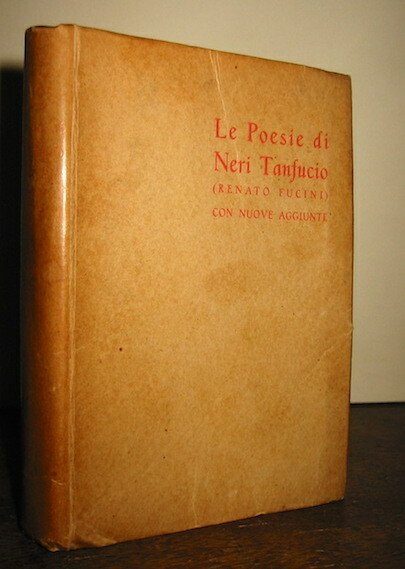 Le Poesie di
Neri Tanfucio
(RENATO FUCINI)
CON NUOVE AGGIUNTE